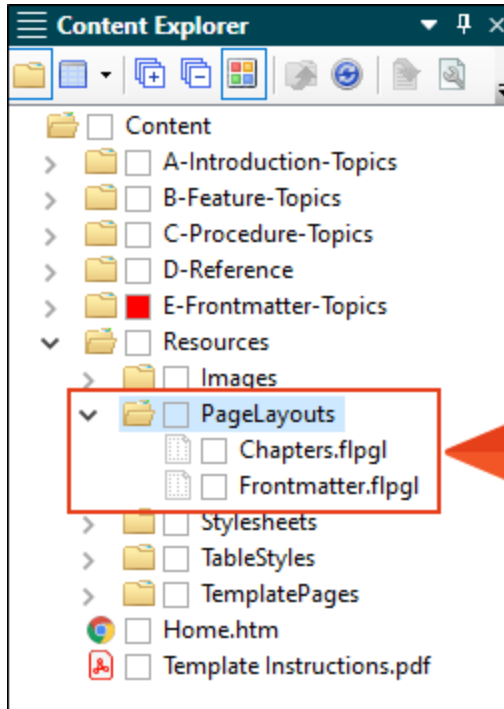 Content Explorer
Content
A-Introduction-Topics
B-Feature-Topics
C-Procedure-Topics
D-Reference
E-Frontmatter-Topics
Resources
Images
PageLayouts
Chapters.flpgl
Frontmatter.flpgl
Stylesheets
TableStyles
TemplatePages
Home.htm
Template Instructions.pdf